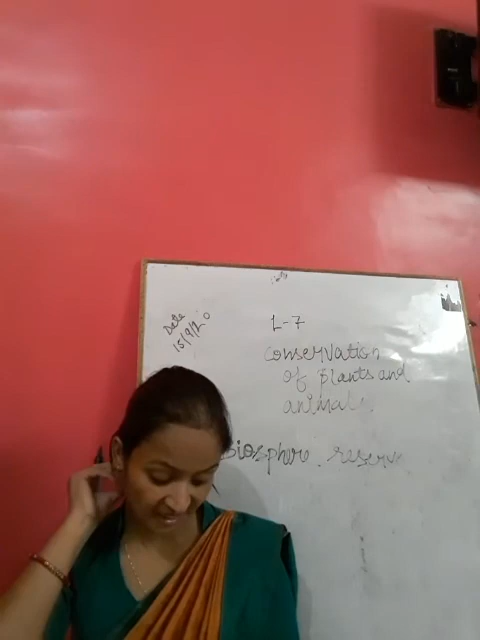 Date
15/9/20
L-7
Conservation
of plants and
animals
Biosphere reserve